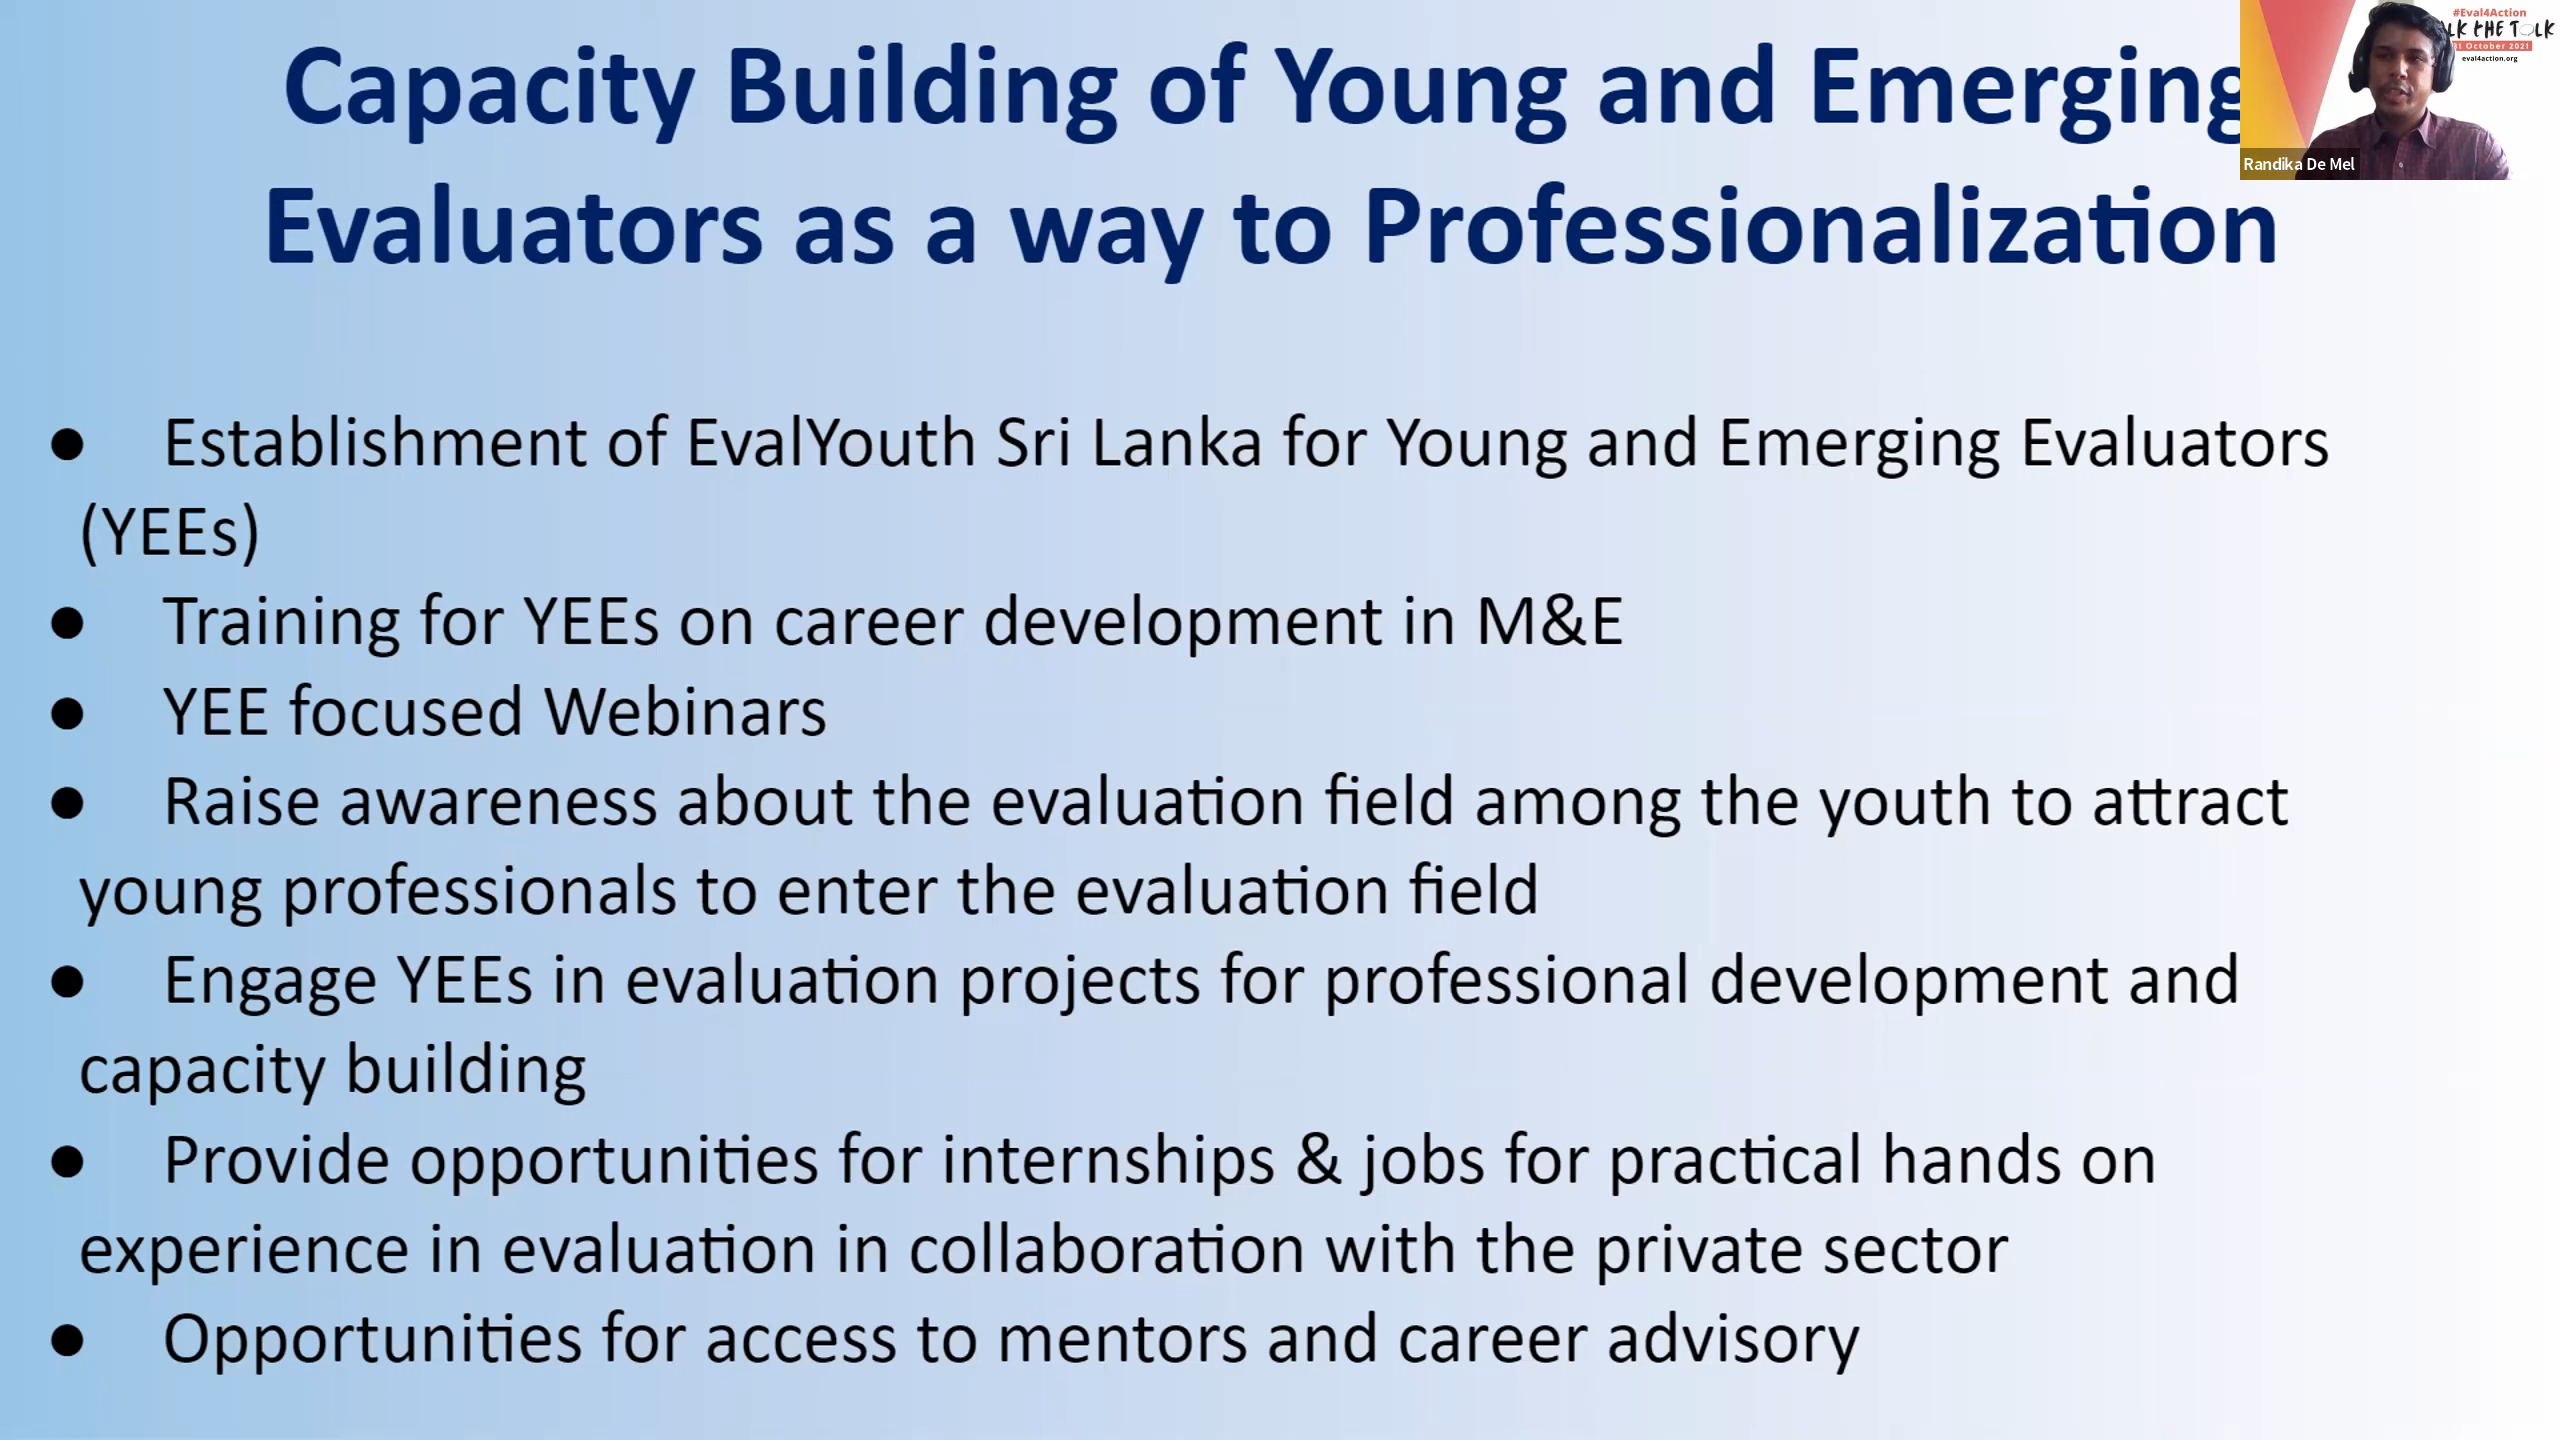 Capacity Building of Young and Emerging
Evaluators as a way to Professionalization
#Eval4Action
LK THE TALK
31 October 2021
eval4action.org
Randika De Mel
● Establishment of EvalYouth Sri Lanka for Young and Emerging Evaluators
(YEEs)
● Training for YEEs on career development in M&E
● YEE focused Webinars
● Raise awareness about the evaluation field among the youth to attract
young professionals to enter the evaluation field
● Engage YEEs in evaluation projects for professional development and
capacity building
● Provide opportunities for internships & jobs for practical hands on
experience in evaluation in collaboration with the private sector
● Opportunities for access to mentors and career advisory